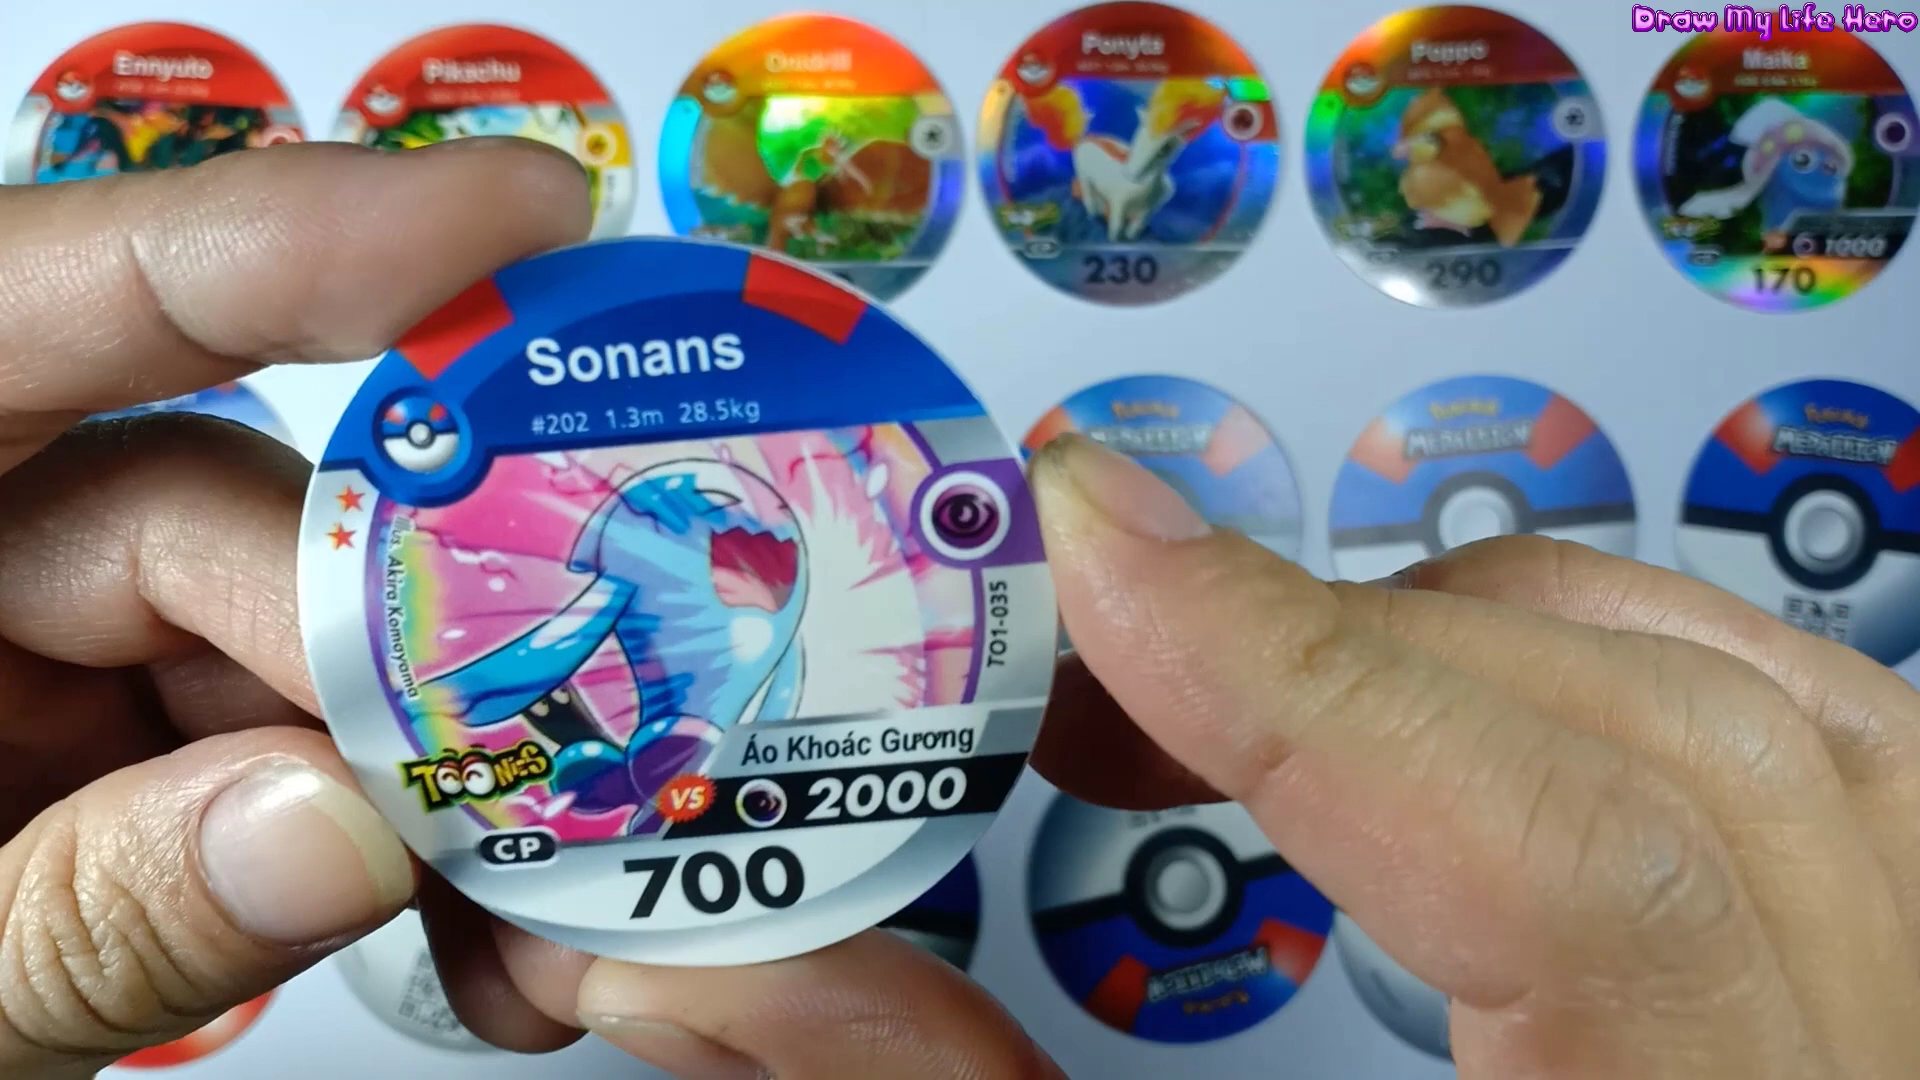 Draw My Life Hero
Ennyuto
Pikachu
Onidrill
Ponyta
Poppo
Maika
230
290
1000
170
Sonans
#202 1.3m 28.5kg
Illus. Akira Komayama
TO1-035
TOONIES
Áo Khoác Gương
VS 2000
CP
700